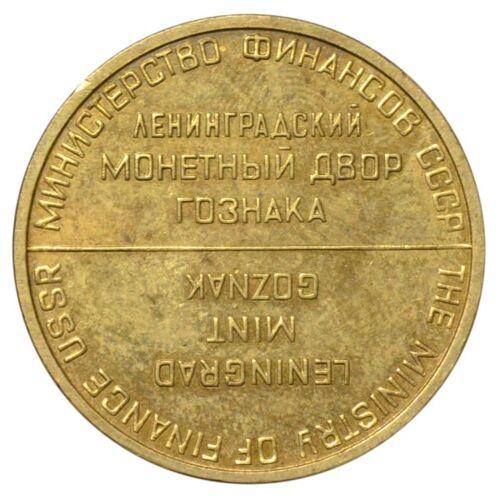 МИНИСТЕРСТВО ФИНАНСОВ СССР
ЛЕНИНГРАДСКИЙ
МОНЕТНЫЙ ДВОР
ГОЗНАКА
THE MINISTRY OF FINANCE USSR
LENINGRAD
MINT
GOZNAK